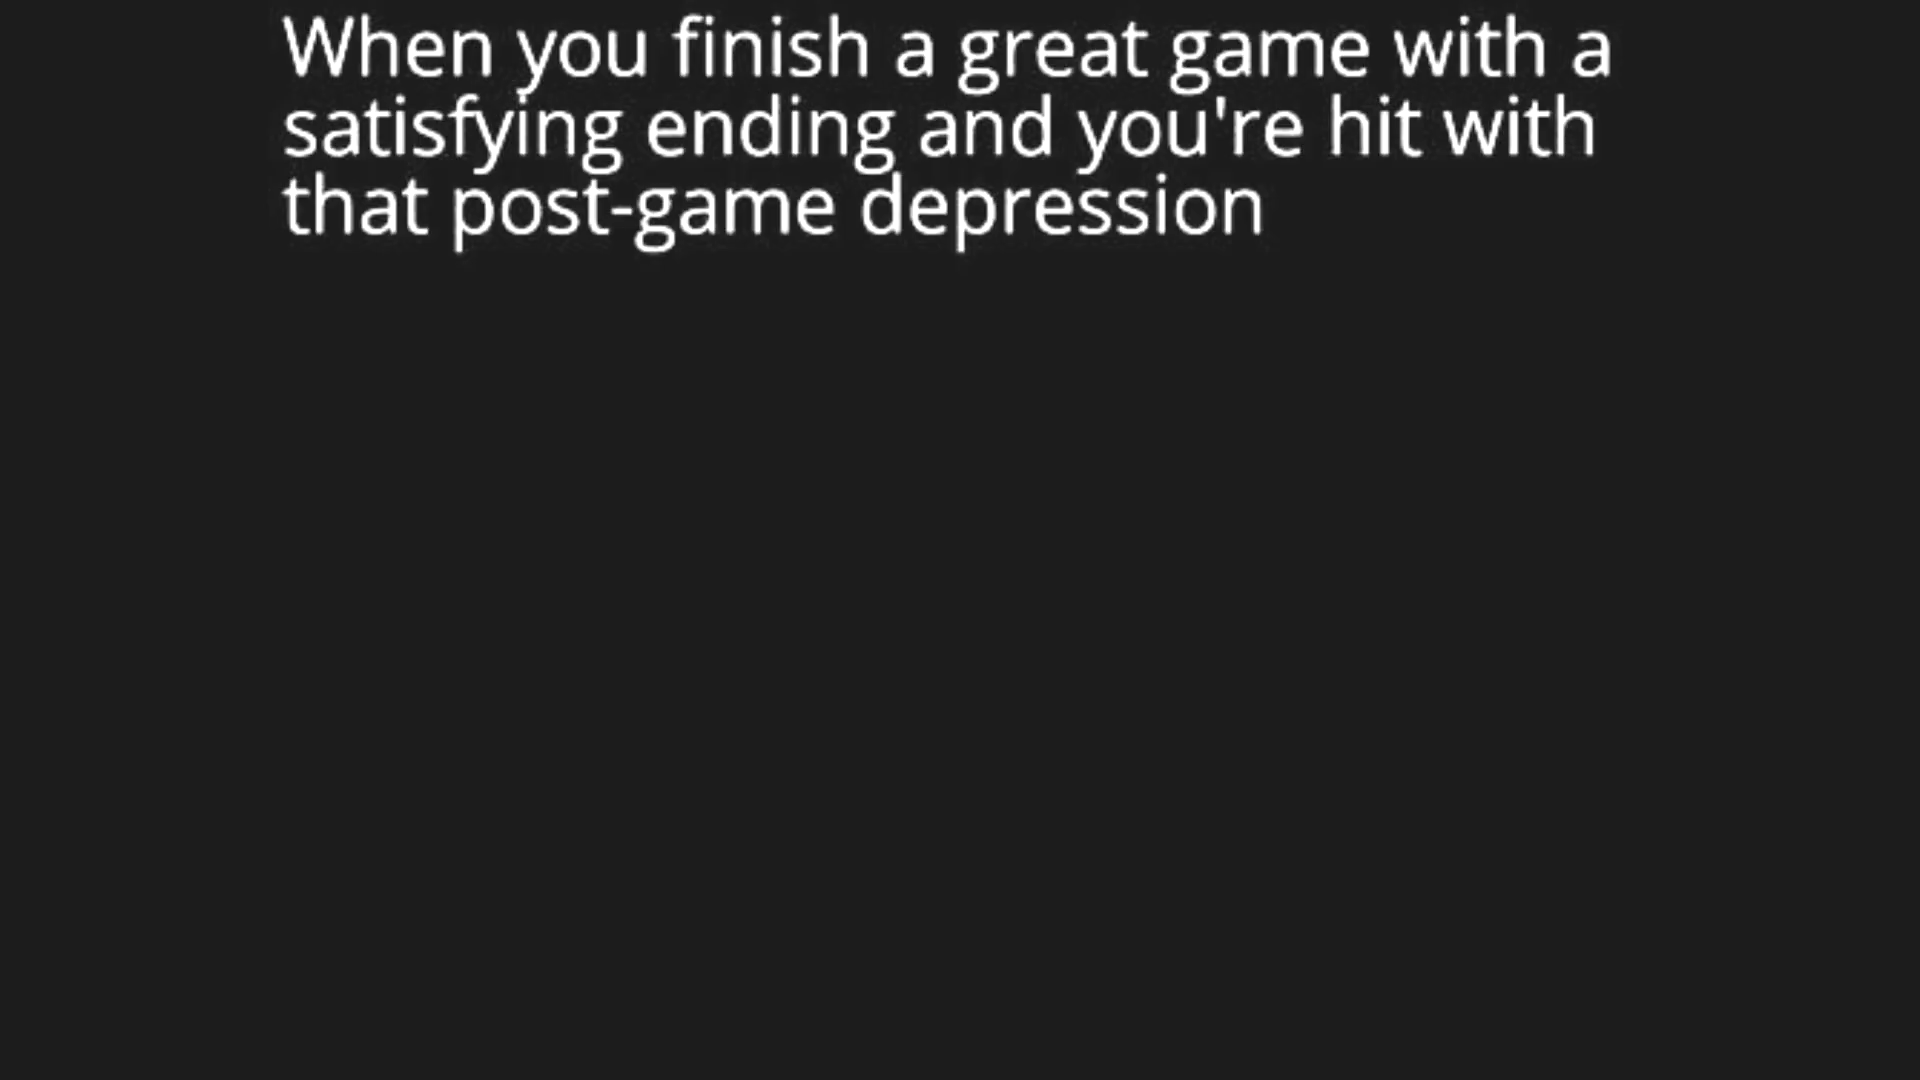 When you finish a great game with a
satisfying ending and you're hit with
that post-game depression